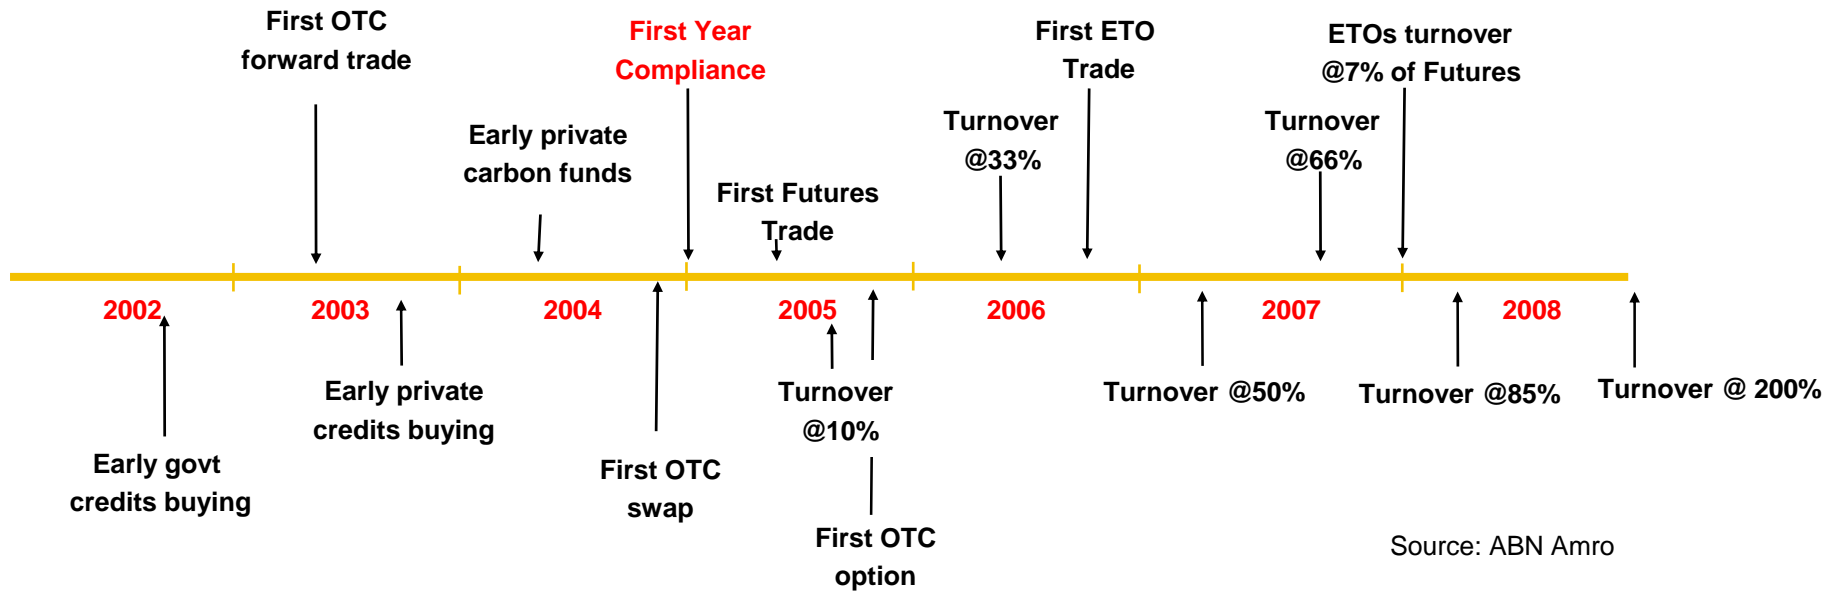 First OTC
forward trade
First Year
Compliance
First ETO
Trade
ETOs turnover
@7% of Futures
Early private
carbon funds
Turnover
@33%
Turnover
@66%
First Futures
Trade
2002
2003
2004
2005
2006
2007
2008
Early govt
credits buying
Early private
credits buying
First OTC
swap
Turnover
@10%
First OTC
option
Turnover @50%
Turnover @85%
Turnover @ 200%
Source: ABN Amro